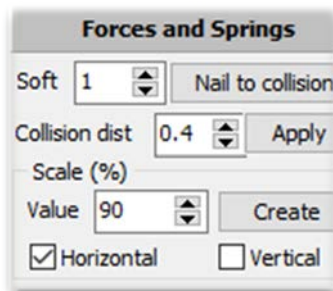 Forces and Springs
Soft 1 Nail to collision
Collision dist 0.4 Apply
Scale (%)
Value 90 Create
Horizontal Vertical